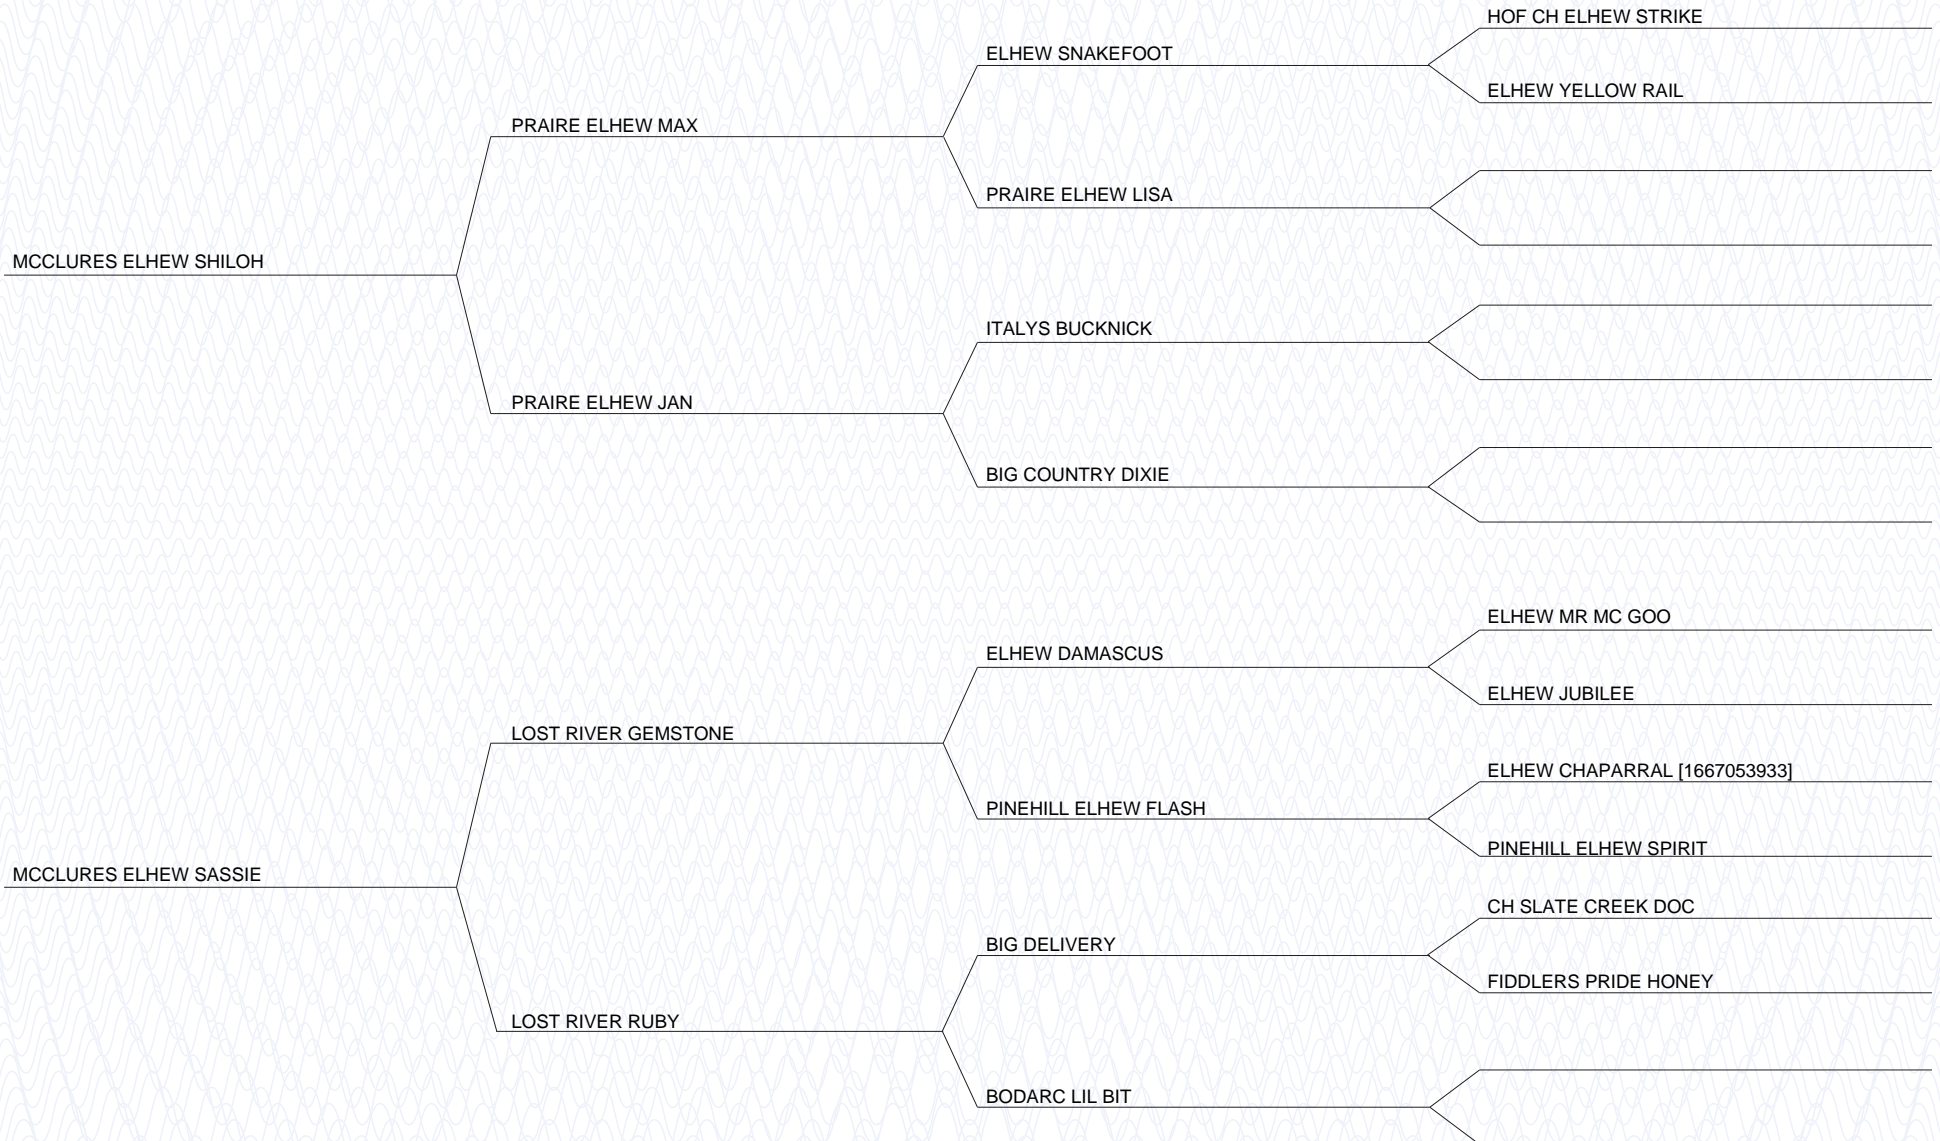 HOF CH ELHEW STRIKE
ELHEW SNAKEFOOT
ELHEW YELLOW RAIL
PRAIRE ELHEW MAX
PRAIRE ELHEW LISA
MCCLURES ELHEW SHILOH
ITALYS BUCKNICK
PRAIRE ELHEW JAN
BIG COUNTRY DIXIE
ELHEW MR MC GOO
ELHEW DAMASCUS
ELHEW JUBILEE
LOST RIVER GEMSTONE
ELHEW CHAPARRAL [1667053933]
PINEHILL ELHEW FLASH
PINEHILL ELHEW SPIRIT
MCCLURES ELHEW SASSIE
CH SLATE CREEK DOC
BIG DELIVERY
FIDDLERS PRIDE HONEY
LOST RIVER RUBY
BODARC LIL BIT